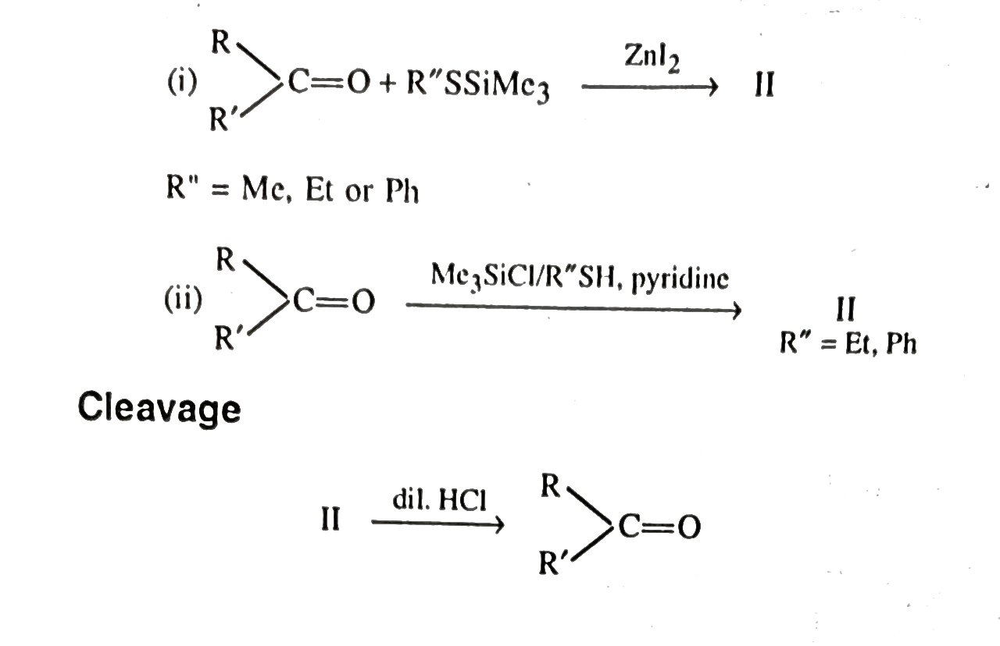 (i) R R′ C=O + R″SSiMe₃ ZnI₂ II
R" = Me, Et or Ph
(ii) R R′ C=O Me₃SiCl/R″SH, pyridine II
R″ = Et, Ph
Cleavage
II dil. HCl R R′ C=O